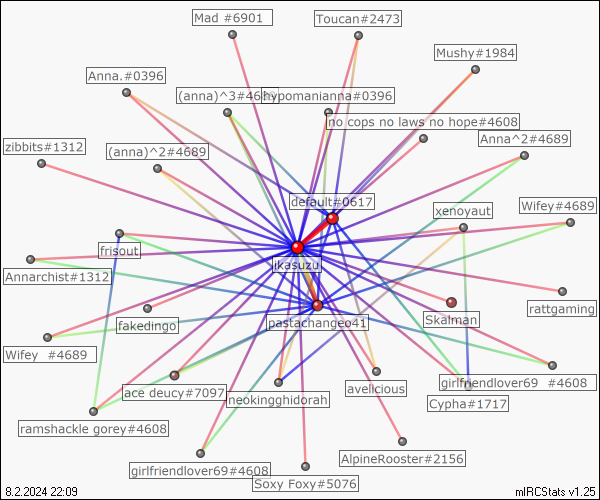 Mad #6901
Toucan#2473
Mushy#1984
Anna.#0396
(anna)^3#4689
hypomanianna#0396
no cops no laws no hope#4608
zibbits#1312
(anna)^2#4689
Anna^2#4689
default#0617
xenoyaut
Wifey#4689
frisout
ikasuzu
Annarchist#1312
rattgaming
fakedingo
pastachangeo41
Skalman
Wifey #4689
ace deucy#7097
neokingghidorah
avelicious
girlfriendlover69 #4608
Cypha#1717
ramshackle gorey#4608
girlfriendlover69#4608
AlpineRooster#2156
Soxy Foxy#5076
8.2.2024 22:09
mIRCStats v1.25